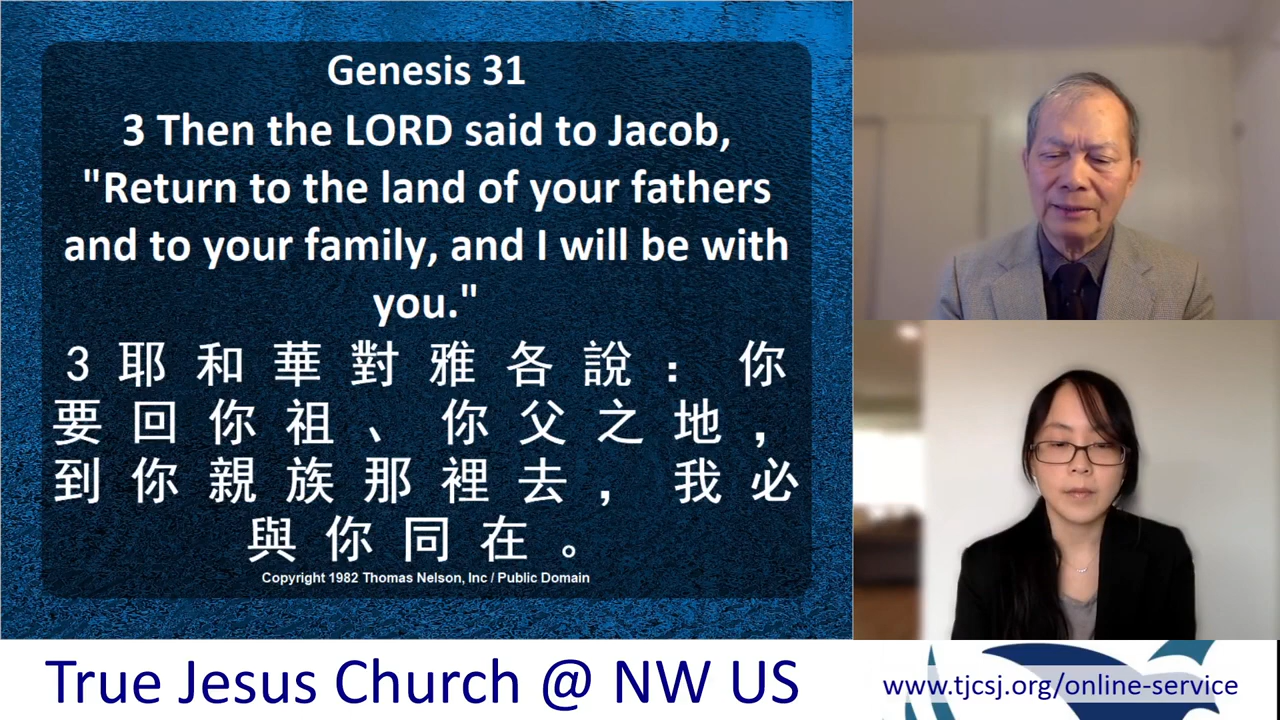 Genesis 31
3 Then the LORD said to Jacob,
"Return to the land of your fathers
and to your family, and I will be with
you."
3 耶和華對雅各說：你
要回你祖、你父之地，
到你親族那裡去，我必
與你同在。
Copyright 1982 Thomas Nelson, Inc / Public Domain
True Jesus Church @ NW US
www.tjcsj.org/online-service